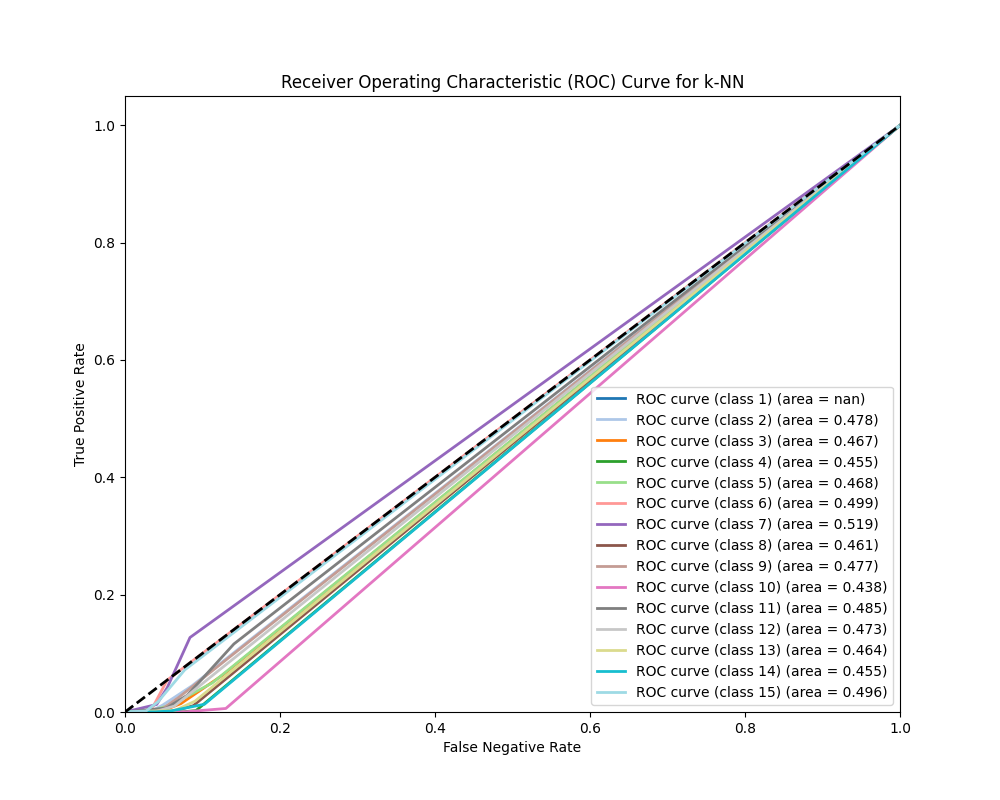 Receiver Operating Characteristic (ROC) Curve for k-NN
True Positive Rate
1.0
0.8
0.6
0.4
0.2
0.0
ROC curve (class 1) (area = nan)
ROC curve (class 2) (area = 0.478)
ROC curve (class 3) (area = 0.467)
ROC curve (class 4) (area = 0.455)
ROC curve (class 5) (area = 0.468)
ROC curve (class 6) (area = 0.499)
ROC curve (class 7) (area = 0.519)
ROC curve (class 8) (area = 0.461)
ROC curve (class 9) (area = 0.477)
ROC curve (class 10) (area = 0.438)
ROC curve (class 11) (area = 0.485)
ROC curve (class 12) (area = 0.473)
ROC curve (class 13) (area = 0.464)
ROC curve (class 14) (area = 0.455)
ROC curve (class 15) (area = 0.496)
0.0 0.2 0.4 0.6 0.8 1.0
False Negative Rate